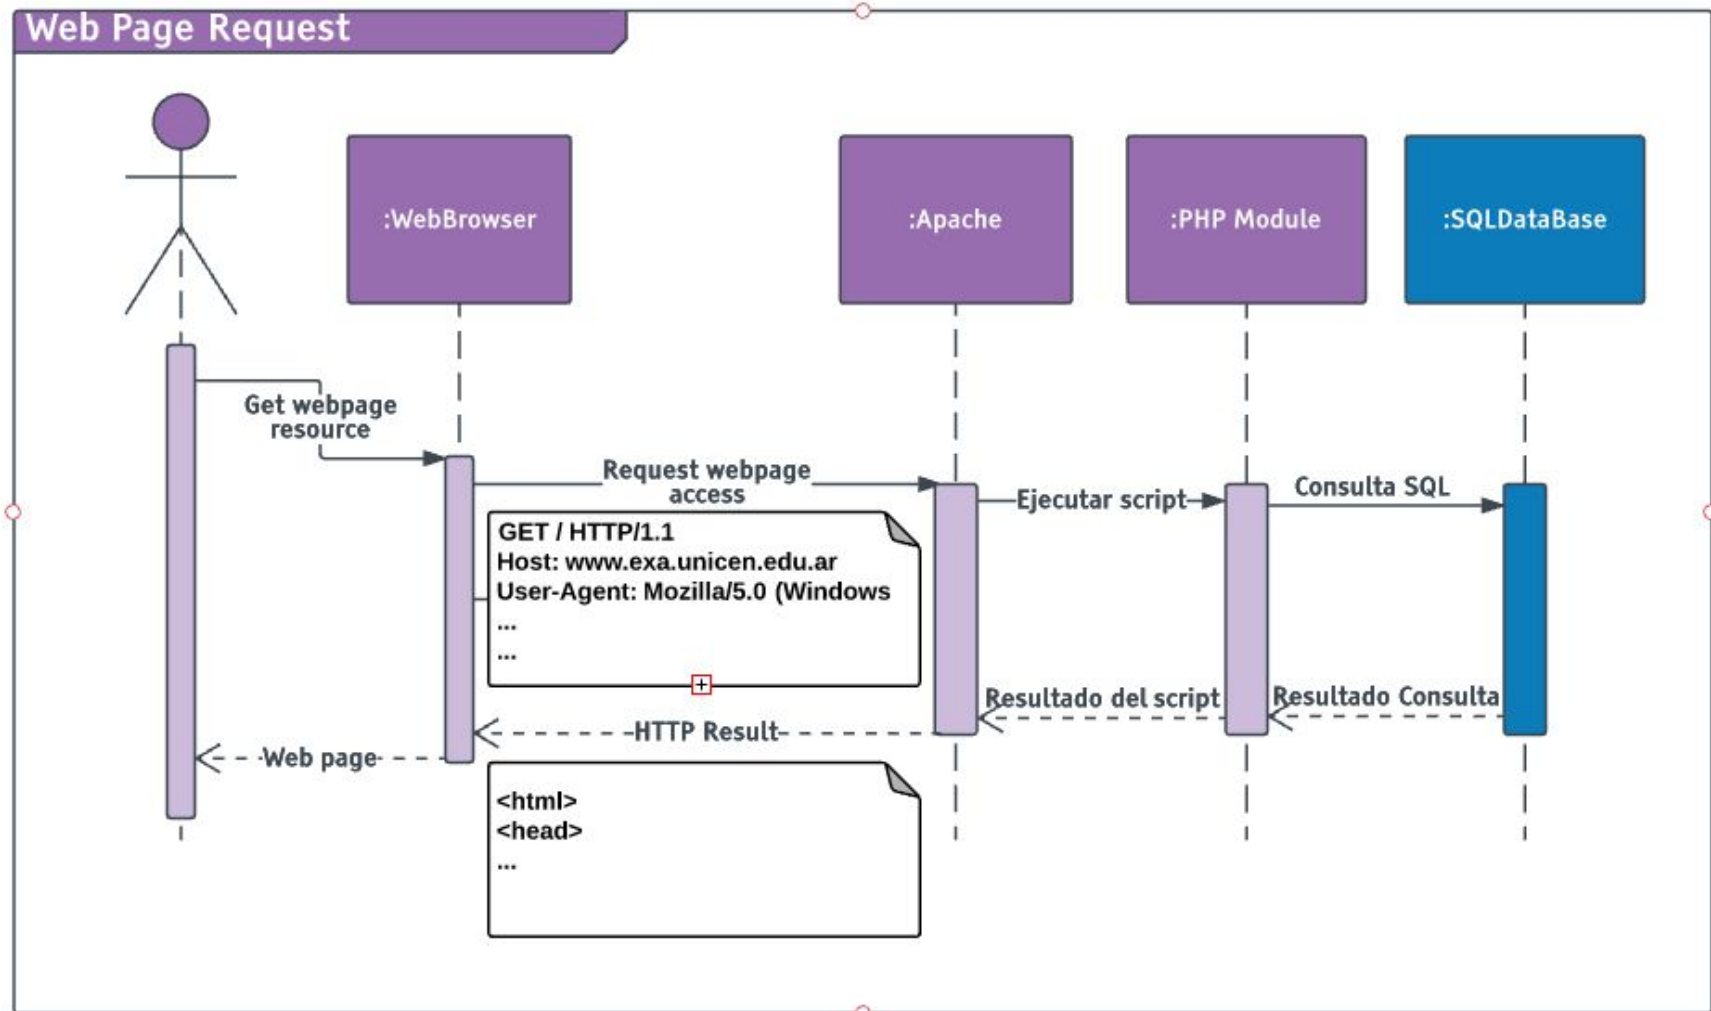 Web Page Request
:WebBrowser
:Apache
:PHP Module
:SQLDataBase
Get webpage
resource
Request webpage
access
Ejecutar script
Consulta SQL
GET / HTTP/1.1
Host: www.exa.unicen.edu.ar
User-Agent: Mozilla/5.0 (Windows
...
...
Resultado del script
Resultado Consulta
HTTP Result
Web page
<html>
<head>
...